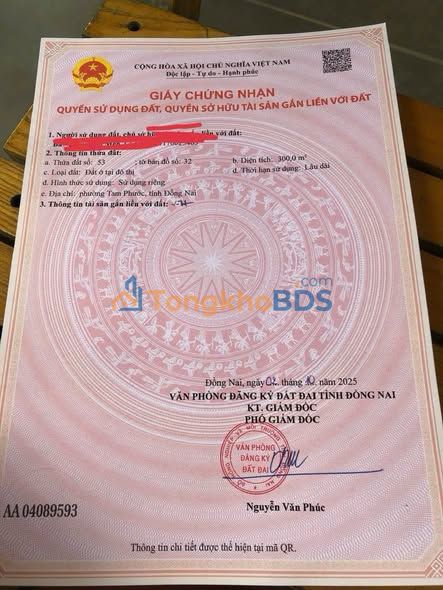 CỘNG HÒA XÃ HỘI CHỦ NGHĨA VIỆT NAM
Độc lập - Tự do - Hạnh phúc
GIẤY CHỨNG NHẬN
QUYỀN SỬ DỤNG ĐẤT, QUYỀN SỞ HỮU TÀI SẢN GẮN LIỀN VỚI ĐẤT
1. Người sử dụng đất, chủ sở liền với đất:
2. Thông tin thửa đất:
a. Thửa đất số: 53 ; tờ bản đồ số: 32 b. Diện tích: 300,0 m²
c. Loại đất: Đất ở tại đô thị d. Thời hạn sử dụng: Lâu dài
đ. Hình thức sử dụng: Sử dụng riêng
e. Địa chỉ: phường Tam Phước, tỉnh Đồng Nai
3. Thông tin tài sản gắn liền với đất:
TongkhoBDS.com
Đồng Nai, ngày 02 tháng 10 năm 2025
VĂN PHÒNG ĐĂNG KÝ ĐẤT ĐAI TỈNH ĐỒNG NAI
KT. GIÁM ĐỐC
PHÓ GIÁM ĐỐC
VĂN PHÒNG
ĐĂNG KÝ
ĐẤT ĐAI
Nguyễn Văn Phúc
AA 04089593
Thông tin chi tiết được thể hiện tại mã QR.